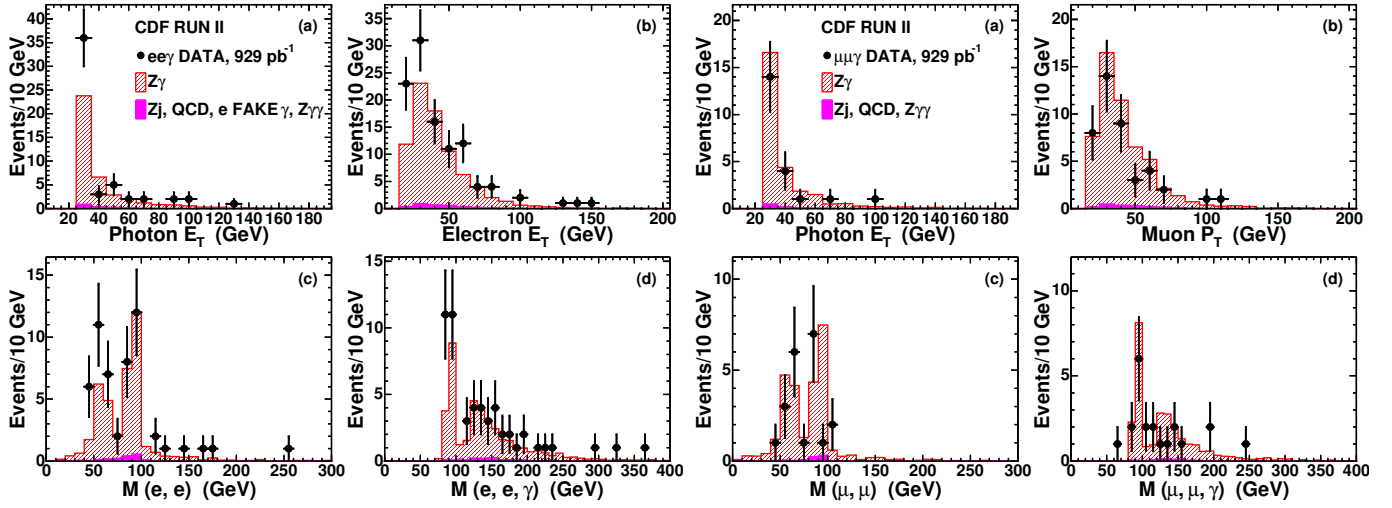 (a)
CDF RUN II
eeγ DATA, 929 pb⁻¹
Zγ
Zj, QCD, e FAKE γ, Zγγ
Events/10 GeV
0 5 10 15 20 25 30 35 40
20 40 60 80 100 120 140 160 180
Photon E_T (GeV)
(b)
Events/10 GeV
0 5 10 15 20 25 30 35
50 100 150 200
Electron E_T (GeV)
(a)
CDF RUN II
μμγ DATA, 929 pb⁻¹
Zγ
Zj, QCD, Zγγ
Events/10 GeV
0 5 10 15 20
20 40 60 80 100 120 140 160 180
Photon E_T (GeV)
(b)
Events/10 GeV
0 5 10 15 20
50 100 150 200
Muon P_T (GeV)
(c)
Events/10 GeV
0 5 10 15
0 50 100 150 200 250 300
M (e, e) (GeV)
(d)
Events/10 GeV
0 5 10 15
0 50 100 150 200 250 300 350 400
M (e, e, γ) (GeV)
(c)
Events/10 GeV
0 2 4 6 8 10
0 50 100 150 200 250 300
M (μ, μ) (GeV)
(d)
Events/10 GeV
0 5 10
0 50 100 150 200 250 300 350 400
M (μ, μ, γ) (GeV)